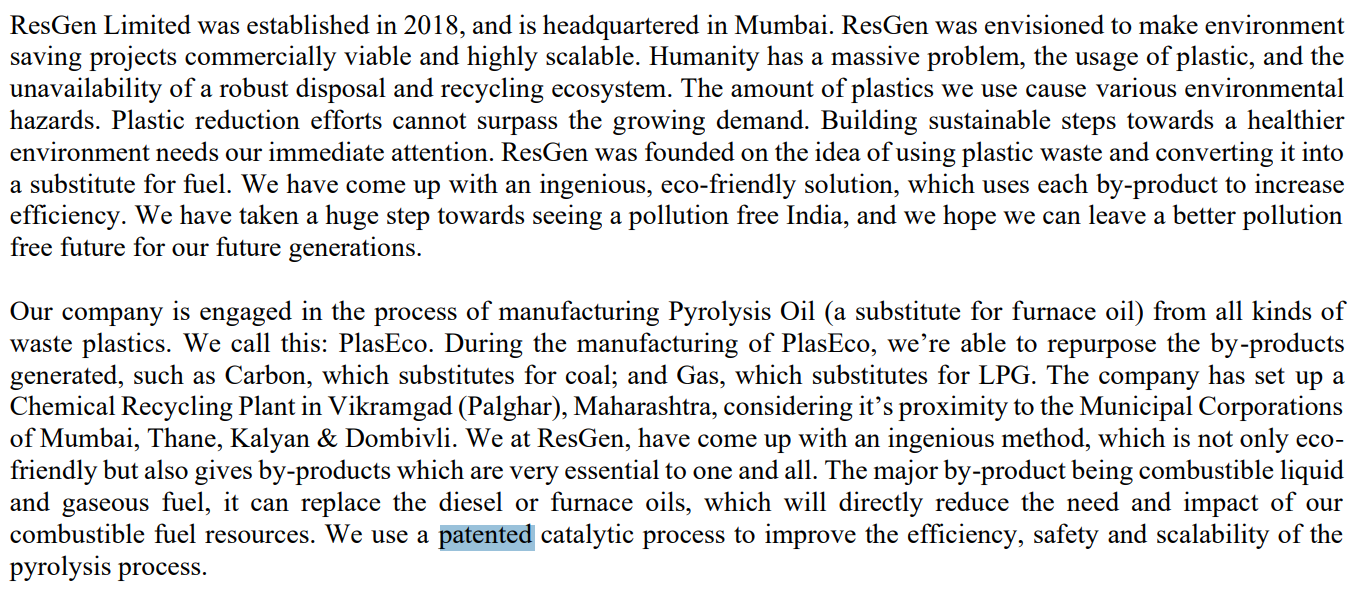 ResGen Limited was established in 2018, and is headquartered in Mumbai. ResGen was envisioned to make environment
saving projects commercially viable and highly scalable. Humanity has a massive problem, the usage of plastic, and the
unavailability of a robust disposal and recycling ecosystem. The amount of plastics we use cause various environmental
hazards. Plastic reduction efforts cannot surpass the growing demand. Building sustainable steps towards a healthier
environment needs our immediate attention. ResGen was founded on the idea of using plastic waste and converting it into
a substitute for fuel. We have come up with an ingenious, eco-friendly solution, which uses each by-product to increase
efficiency. We have taken a huge step towards seeing a pollution free India, and we hope we can leave a better pollution
free future for our future generations.
Our company is engaged in the process of manufacturing Pyrolysis Oil (a substitute for furnace oil) from all kinds of
waste plastics. We call this: PlasEco. During the manufacturing of PlasEco, we’re able to repurpose the by-products
generated, such as Carbon, which substitutes for coal; and Gas, which substitutes for LPG. The company has set up a
Chemical Recycling Plant in Vikramgad (Palghar), Maharashtra, considering it’s proximity to the Municipal Corporations
of Mumbai, Thane, Kalyan & Dombivli. We at ResGen, have come up with an ingenious method, which is not only eco-
friendly but also gives by-products which are very essential to one and all. The major by-product being combustible liquid
and gaseous fuel, it can replace the diesel or furnace oils, which will directly reduce the need and impact of our
combustible fuel resources. We use a patented catalytic process to improve the efficiency, safety and scalability of the
pyrolysis process.